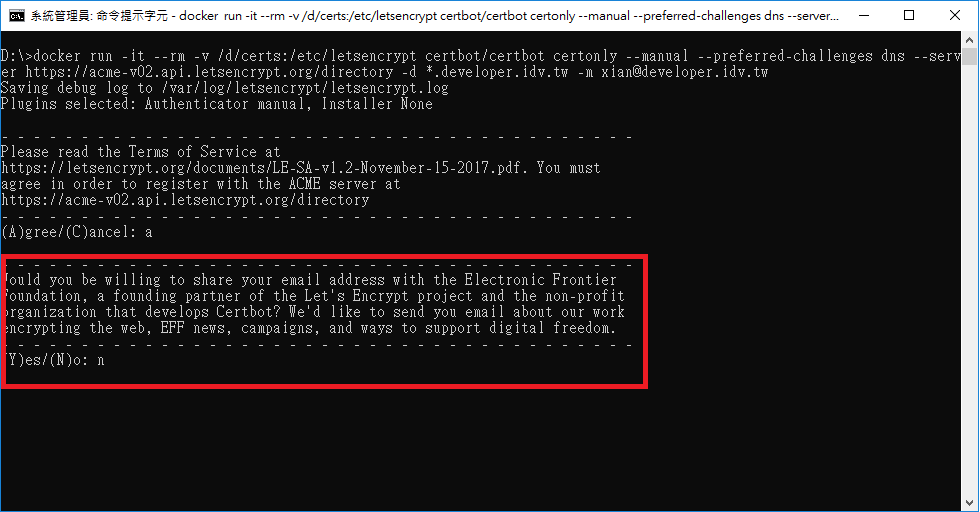 系統管理員: 命令提示字元 - docker run -it --rm -v /d/certs:/etc/letsencrypt certbot/certbot certonly --manual --preferred-challenges dns --server...
D:\>docker run -it --rm -v /d/certs:/etc/letsencrypt certbot/certbot certonly --manual --preferred-challenges dns --serv
er https://acme-v02.api.letsencrypt.org/directory -d *.developer.idv.tw -m xian@developer.idv.tw
Saving debug log to /var/log/letsencrypt/letsencrypt.log
Plugins selected: Authenticator manual, Installer None
- - - - - - - - - - - - - - - - - - - - - - - - - - - - - - - - - - - - - - - -
Please read the Terms of Service at
https://letsencrypt.org/documents/LE-SA-v1.2-November-15-2017.pdf. You must
agree in order to register with the ACME server at
https://acme-v02.api.letsencrypt.org/directory
- - - - - - - - - - - - - - - - - - - - - - - - - - - - - - - - - - - - - - - -
(A)gree/(C)ancel: a
- - - - - - - - - - - - - - - - - - - - - - - - - - - - - - - - - - - - - - - -
Would you be willing to share your email address with the Electronic Frontier
Foundation, a founding partner of the Let's Encrypt project and the non-profit
organization that develops Certbot? We'd like to send you email about our work
encrypting the web, EFF news, campaigns, and ways to support digital freedom.
- - - - - - - - - - - - - - - - - - - - - - - - - - - - - - - - - - - - - - - -
(Y)es/(N)o: n